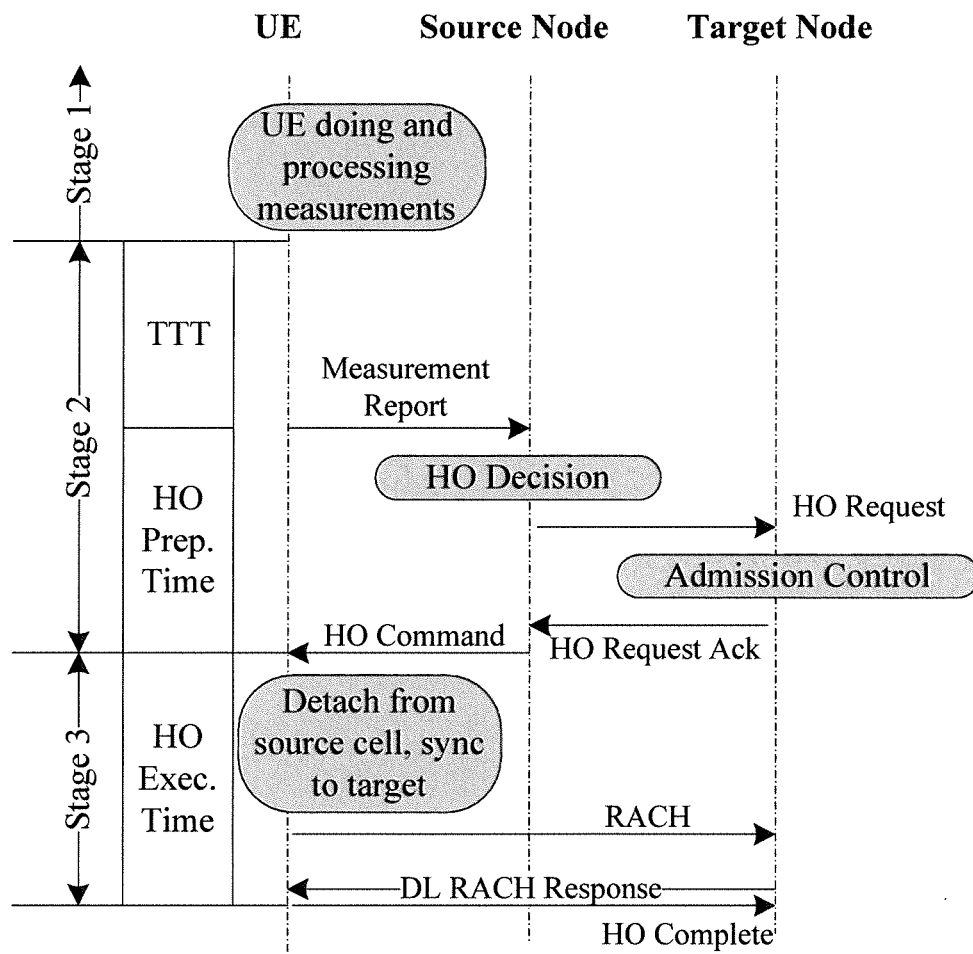 UE
Source Node
Target Node
Stage 1
UE doing and
processing
measurements
Stage 2
TTT
Measurement
Report
HO
Prep.
Time
HO Decision
HO Request
Admission Control
HO Request Ack
HO Command
Stage 3
HO
Exec.
Time
Detach from
source cell, sync
to target
RACH
DL RACH Response
HO Complete